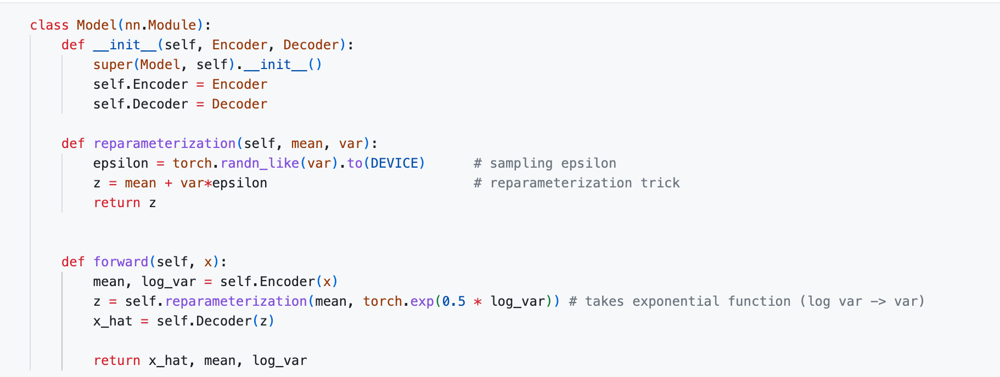 class Model(nn.Module):
    def __init__(self, Encoder, Decoder):
        super(Model, self).__init__()
        self.Encoder = Encoder
        self.Decoder = Decoder
    def reparameterization(self, mean, var):
        epsilon = torch.randn_like(var).to(DEVICE)      # sampling epsilon
        z = mean + var*epsilon                          # reparameterization trick
        return z
    def forward(self, x):
        mean, log_var = self.Encoder(x)
        z = self.reparameterization(mean, torch.exp(0.5 * log_var)) # takes exponential function (log var -> var)
        x_hat = self.Decoder(z)
        return x_hat, mean, log_var